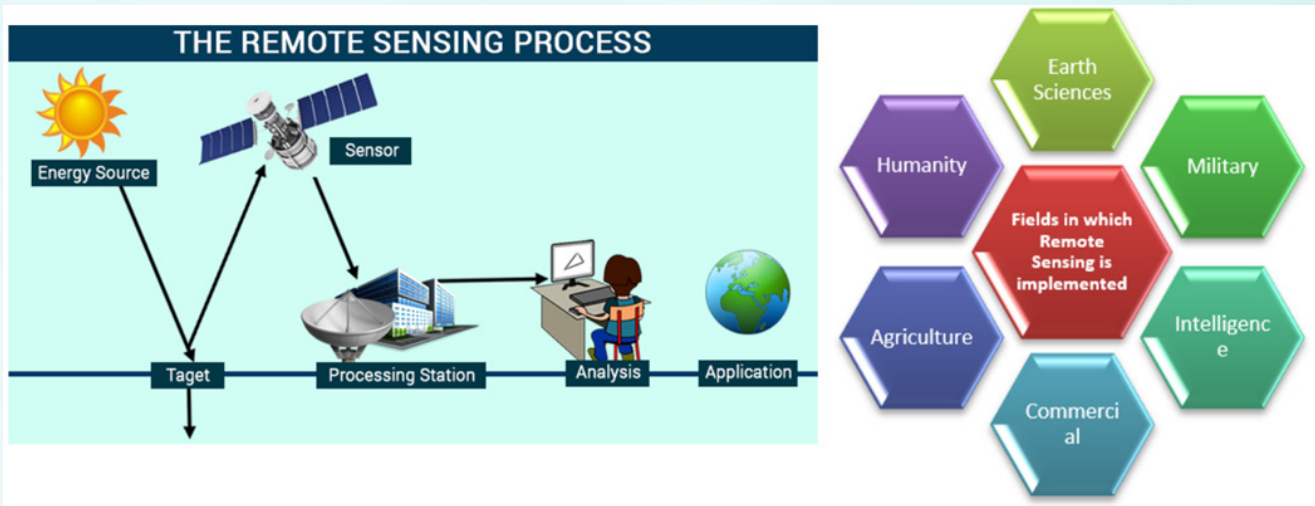 THE REMOTE SENSING PROCESS
Energy Source
Sensor
Taget
Processing Station
Analysis
Application
Earth
Sciences
Humanity
Military
Fields in which
Remote
Sensing is
implemented
Agriculture
Intelligenc
e
Commerci
al